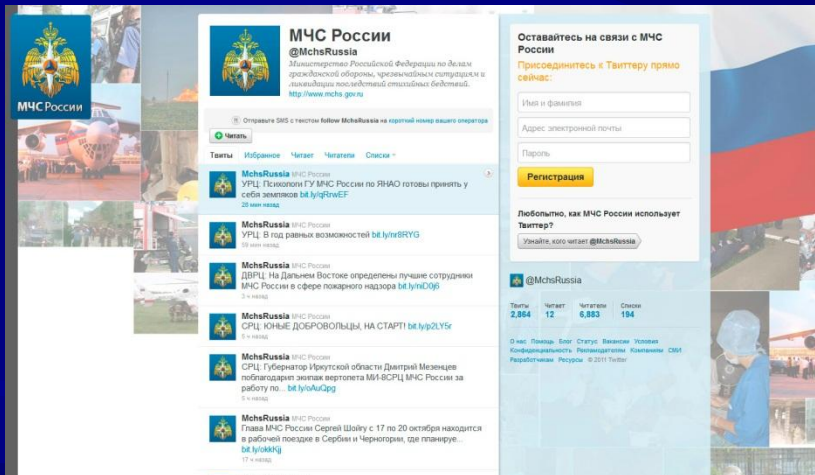 МЧС России
МЧС России
@MchsRussia
Министерство Российской Федерации по делам
гражданской обороны, чрезвычайным ситуациям и
ликвидации последствий стихийных бедствий.
http://www.mchs.gov.ru
Отправьте SMS с текстом follow MchsRussia на короткий номер вашего оператора
Читать
Твиты Избранное Читает Читатели Списки
MchsRussia МЧС России
УРЦ: Психологи ГУ МЧС России по ЯНАО готовы принять у
себя земляков bit.ly/qRrwEF
28 мин назад
MchsRussia МЧС России
УРЦ: В год равных возможностей bit.ly/nr8RYG
59 мин назад
MchsRussia МЧС России
ДВРЦ: На Дальнем Востоке определены лучшие сотрудники
МЧС России в сфере пожарного надзора bit.ly/niD0j6
3 ч назад
MchsRussia МЧС России
СРЦ: ЮНЫЕ ДОБРОВОЛЬЦЫ, НА СТАРТ! bit.ly/p2LY5r
5 ч назад
MchsRussia МЧС России
СРЦ: Губернатор Иркутской области Дмитрий Мезенцев
поблагодарил экипаж вертолета МИ-8СРЦ МЧС России за
работу по... bit.ly/oAuQpg
5 ч назад
MchsRussia МЧС России
Глава МЧС России Сергей Шойгу с 17 по 20 октября находится
в рабочей поездке в Сербии и Черногории, где планируе...
bit.ly/okkKjj
17 ч назад
Оставайтесь на связи с МЧС
России
Присоединитесь к Твиттеру прямо
сейчас:
Имя и фамилия
Адрес электронной почты
Пароль
Регистрация
Любопытно, как МЧС России использует
Твиттер?
Узнайте, кого читает @MchsRussia
@MchsRussia
Твиты Читает Читатели Списки
2,864 12 6,883 194
О нас Помощь Блог Статус Вакансии Условия
Конфиденциальность Рекламодателям Компаниям СМИ
Разработчикам Ресурсы © 2011 Twitter